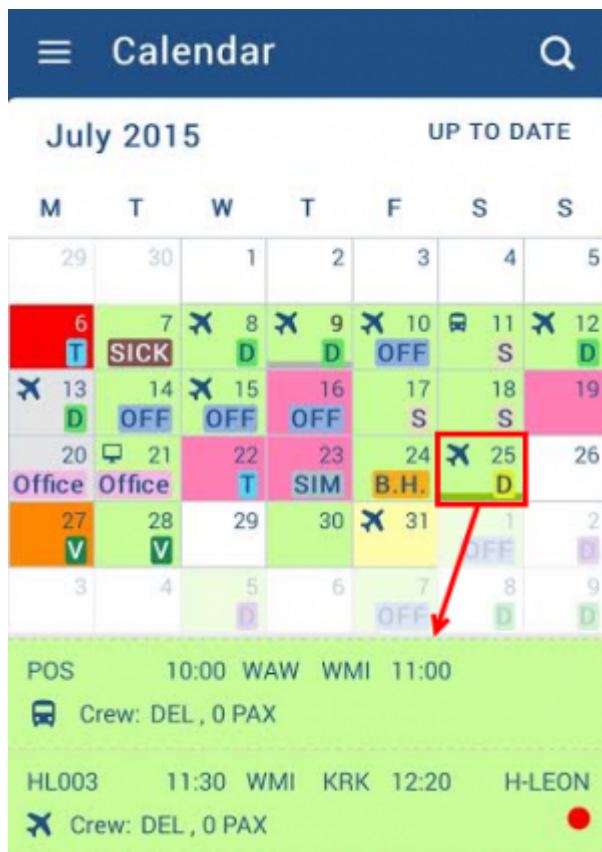 Calendar
July 2015 UP TO DATE
M T W T F S S
29 30 1 2 3 4 5
6 7 8 9 10 11 12
T SICK D D OFF S D
13 14 15 16 17 18 19
D OFF OFF OFF S S
20 21 22 23 24 25 26
Office Office T SIM B.H. D
27 28 29 30 31 1 2
V V OFF D
3 4 5 6 7 8 9
D OFF D D
POS 10:00 WAW WMI 11:00
Crew: DEL , 0 PAX
HL003 11:30 WMI KRK 12:20 H-LEON
Crew: DEL , 0 PAX